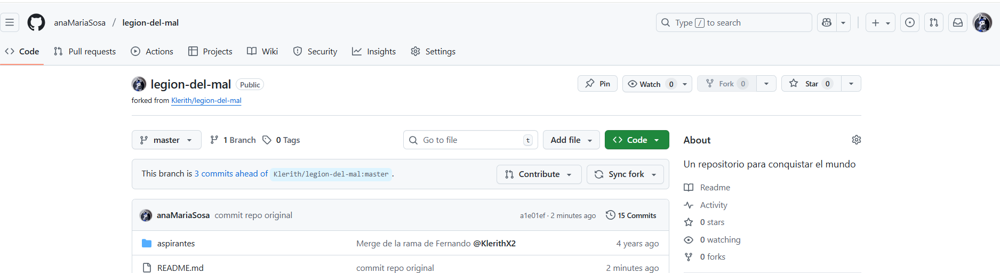 anaMariaSosa / legion-del-mal
Type / to search
Code Pull requests Actions Projects Wiki Security Insights Settings
legion-del-mal Public
Pin Watch 0 Fork 0 Star 0
forked from Klerith/legion-del-mal
master 1 Branch 0 Tags
Go to file t
Add file
Code
This branch is 3 commits ahead of Klerith/legion-del-mal:master.
Contribute
Sync fork
anaMariaSosa commit repo original a1e01ef · 2 minutes ago 15 Commits
aspirantes Merge de la rama de Fernando @KlerithX2 4 years ago
README.md commit repo original 2 minutes ago
About
Un repositorio para conquistar el mundo
Readme
Activity
0 stars
0 watching
0 forks